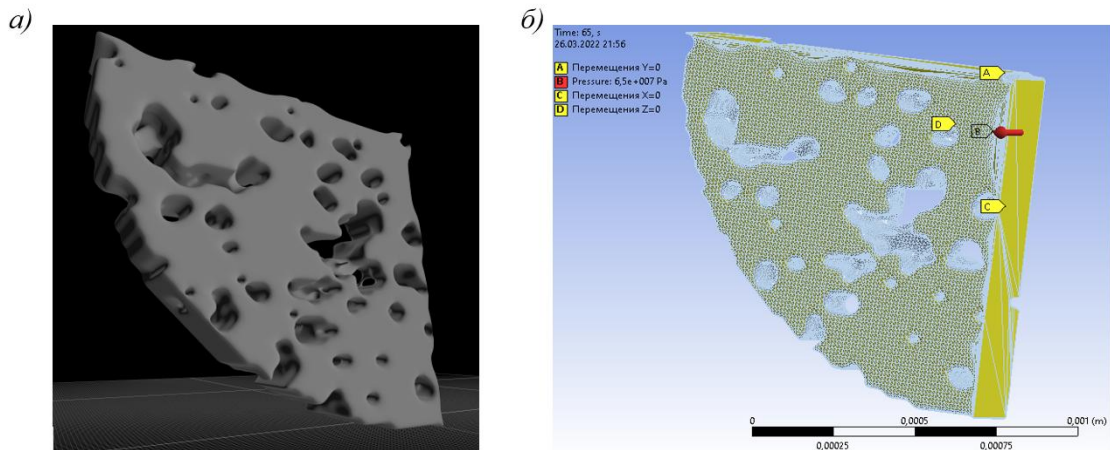 а)
б)
Time: 65, s
26.03.2022 21:56
A Перемещения Y=0
B Pressure: 6,5e+007 Pa
C Перемещения X=0
D Перемещения Z=0
A
D
B
C
0 0,0005 0,001 (m)
0,00025 0,00075